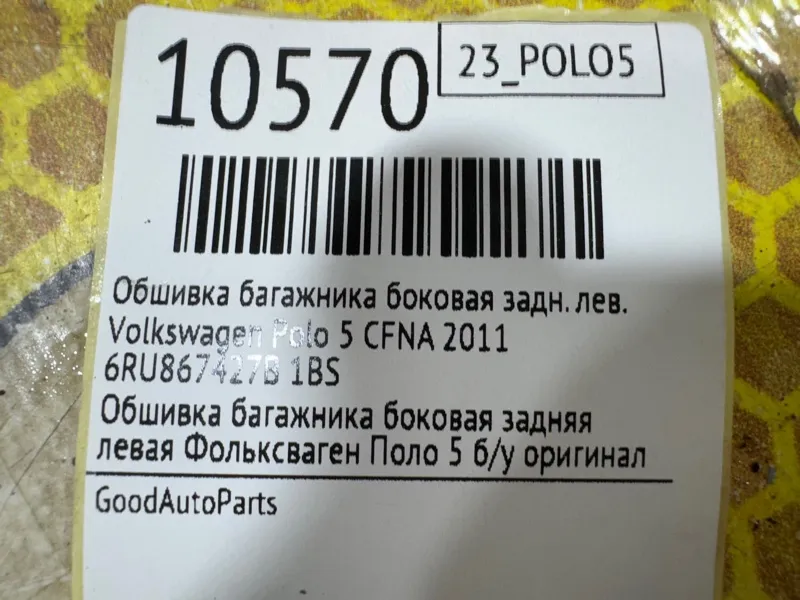 10570
23_POLO5
Обшивка багажника боковая задн. лев.
Volkswagen Polo 5 CFNA 2011
6RU867427B 1BS
Обшивка багажника боковая задняя
левая Фольксваген Поло 5 б/у оригинал
GoodAutoParts